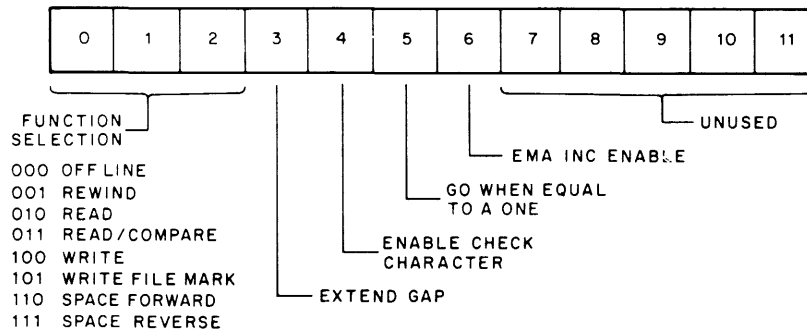 0 1 2 3 4 5 6 7 8 9 10 11
FUNCTION
SELECTION
UNUSED
EMA INC ENABLE
000 OFFLINE
001 REWIND
010 READ
011 READ/COMPARE
100 WRITE
101 WRITE FILE MARK
110 SPACE FORWARD
111 SPACE REVERSE
GO WHEN EQUAL
TO A ONE
ENABLE CHECK
CHARACTER
EXTEND GAP